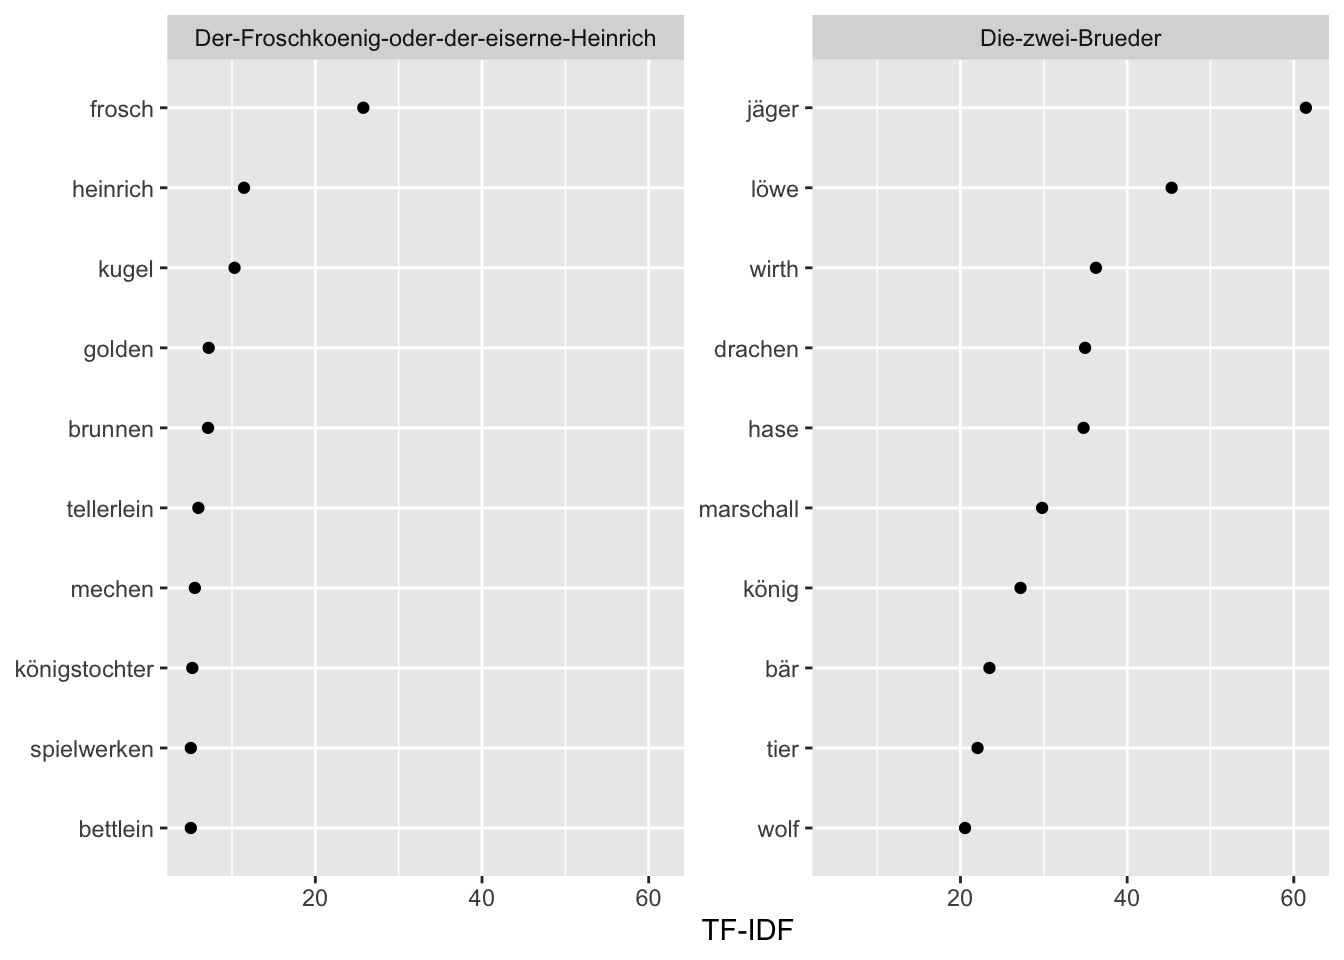 Der-Froschkoenig-oder-der-eiserne-Heinrich
frosch
heinrich
kugel
golden
brunnen
tellerlein
mechen
königstochter
spielwerken
bettlein
20 40 60
Die-zwei-Brueder
jäger
löwe
wirth
drachen
hase
marschall
könig
bär
tier
wolf
20 40 60
TF-IDF